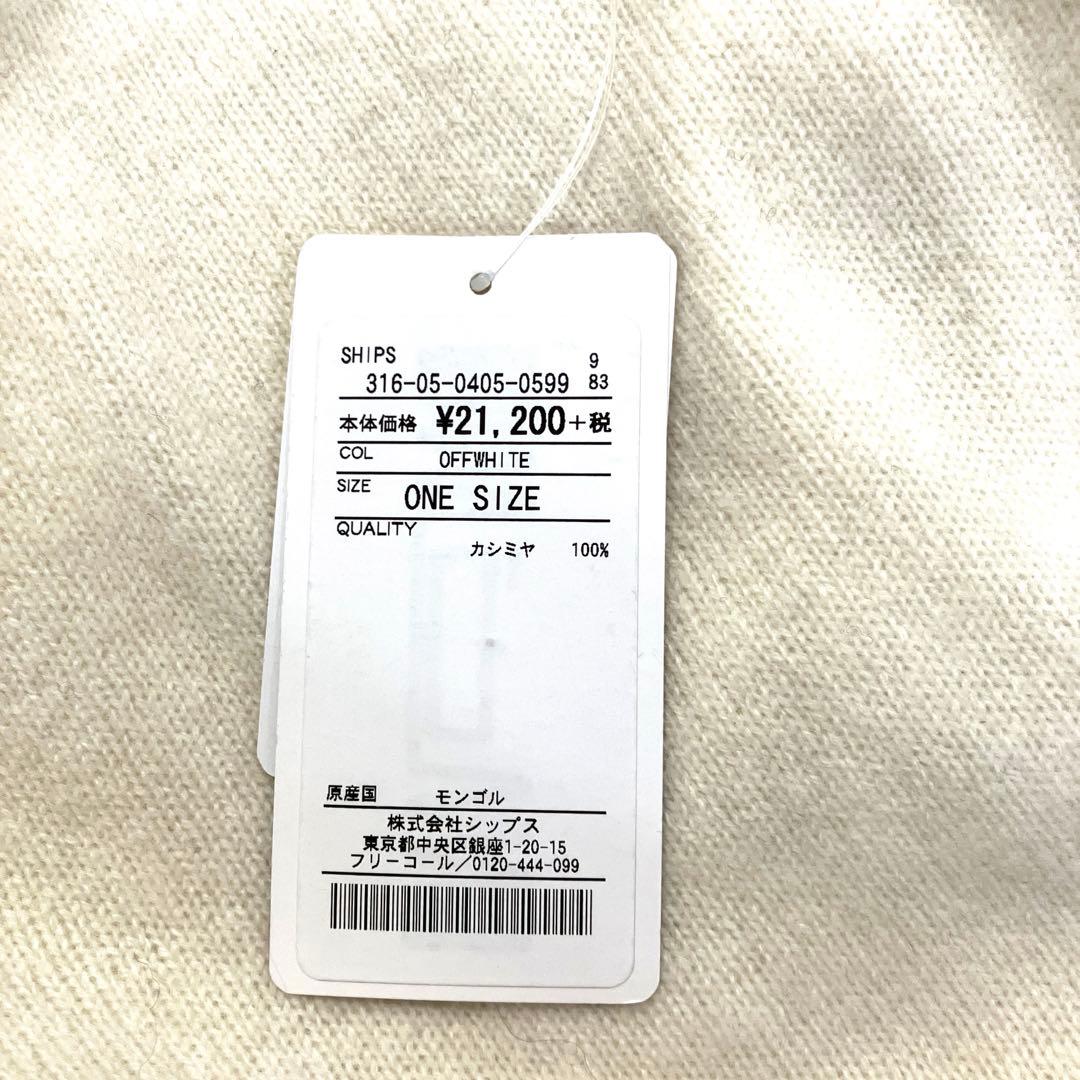 SHIPS 9
316-05-0405-0599 83
本体価格 ¥21,200+税
COL OFFWHITE
SIZE ONE SIZE
QUALITY
カシミヤ 100%
原産国 モンゴル
株式会社シップス
東京都中央区銀座1-20-15
フリーコール/0120-444-099